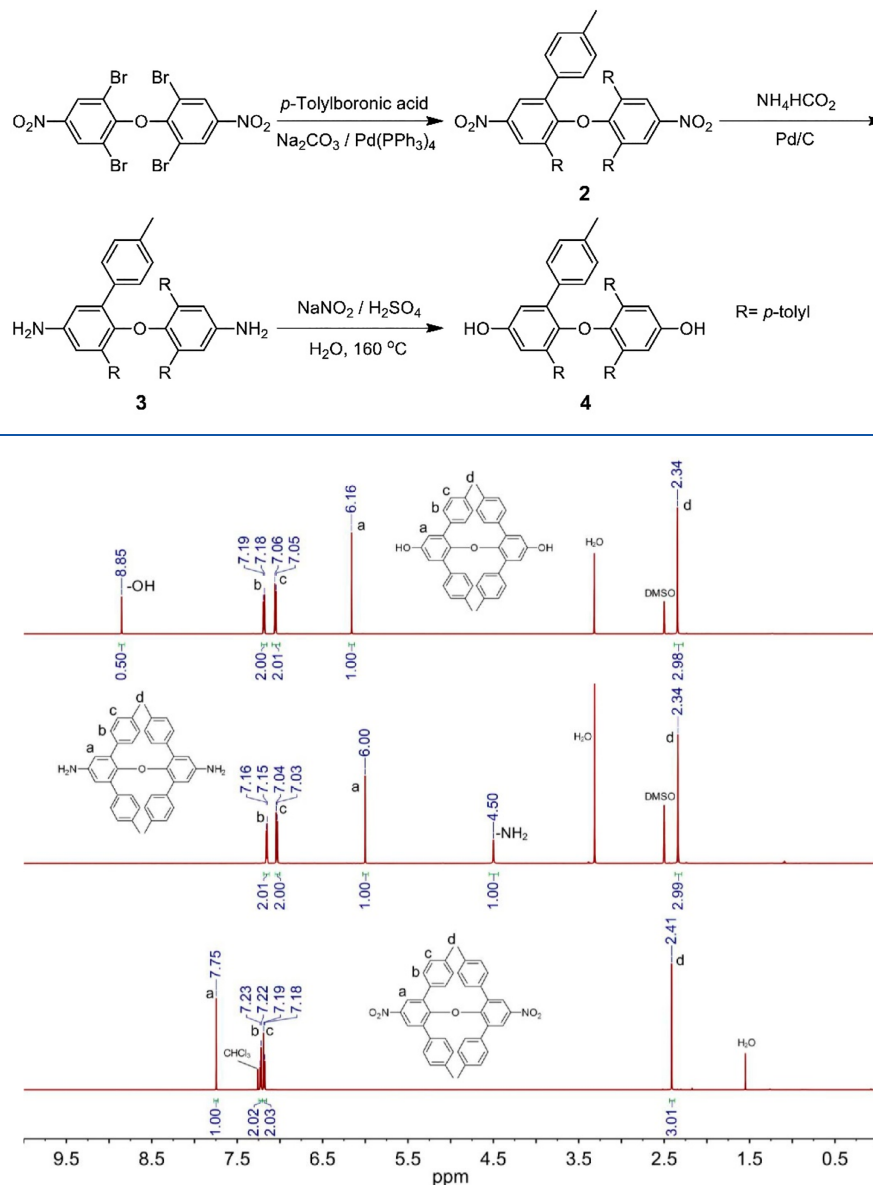 Br Br
O₂N O NO₂
Br Br
p-Tolylboronic acid
Na₂CO₃ / Pd(PPh₃)₄
R
O₂N O NO₂
R R
2
NH₄HCO₂
Pd/C
R
H₂N O NH₂
R R
3
NaNO₂ / H₂SO₄
H₂O, 160 °C
R
HO O OH
R R
4
R= p-tolyl
8.85
-OH
7.19
7.18
7.06
7.05
b c
6.16
a
d
c
b
a
HO O OH
H₂O
DMSO
2.34
d
0.50
2.00
2.01
1.00
2.98
d
c
b
a
H₂N O NH₂
7.16
7.15
7.04
7.03
b c
6.00
a
4.50
-NH₂
H₂O
DMSO
2.34
d
2.01
2.00
1.00
1.00
2.99
7.75
a
7.23
7.22
7.19
7.18
b c
CHCl₃
d
c
b
a
O₂N O NO₂
2.41
d
H₂O
1.00
2.02
2.03
3.01
9.5 8.5 7.5 6.5 5.5 4.5 3.5 2.5 1.5 0.5
ppm